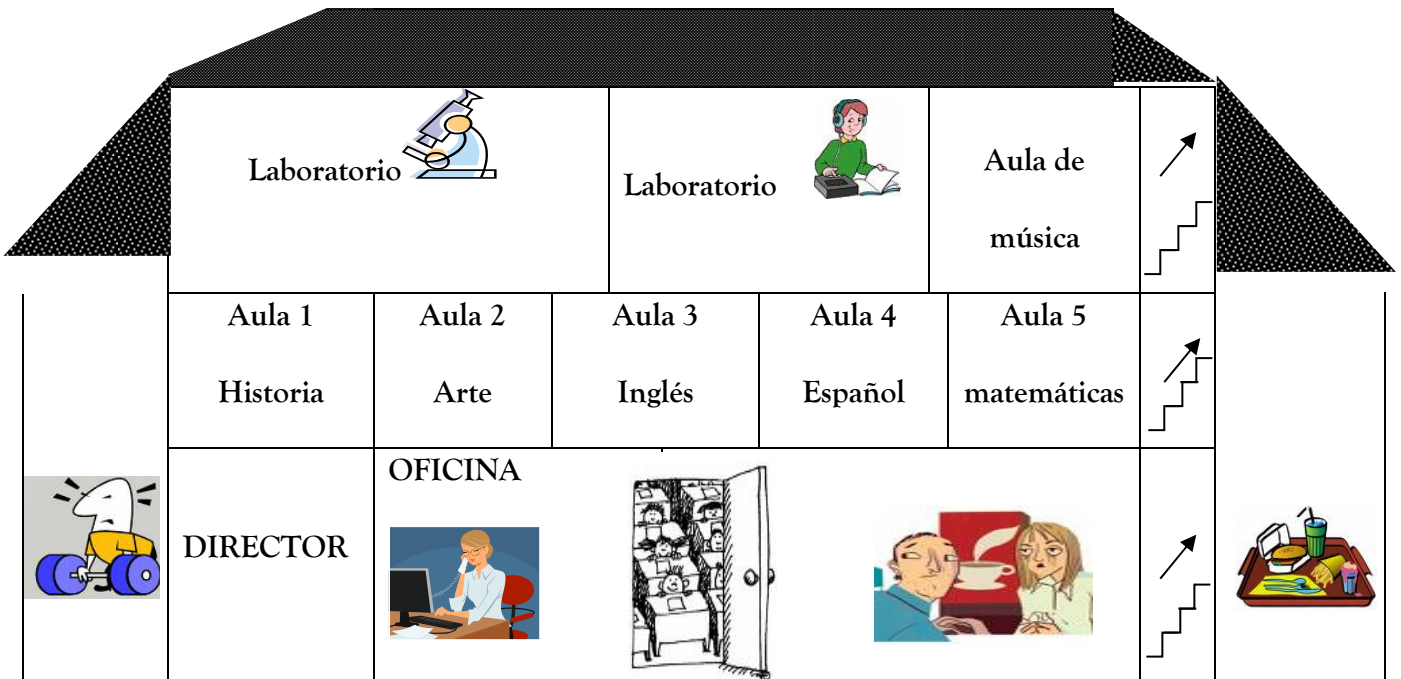 Laboratorio
Laboratorio
Aula de
música
Aula 1
Historia
Aula 2
Arte
Aula 3
Inglés
Aula 4
Español
Aula 5
matemáticas
DIRECTOR
OFICINA